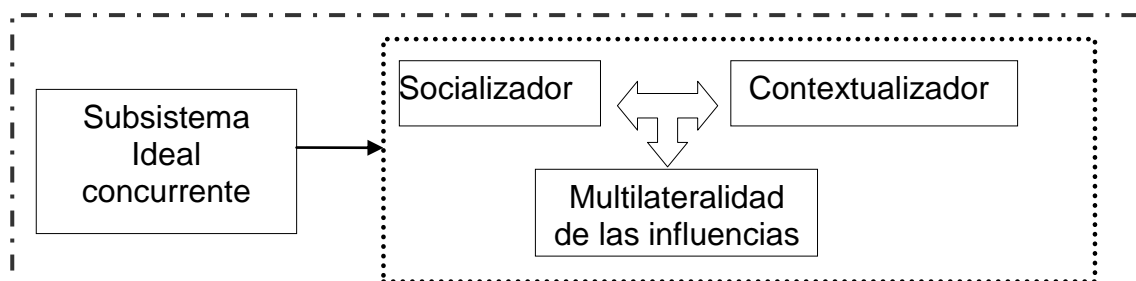 Subsistema
Ideal
concurrente
Socializador
Contextualizador
Multilateralidad
de las influencias